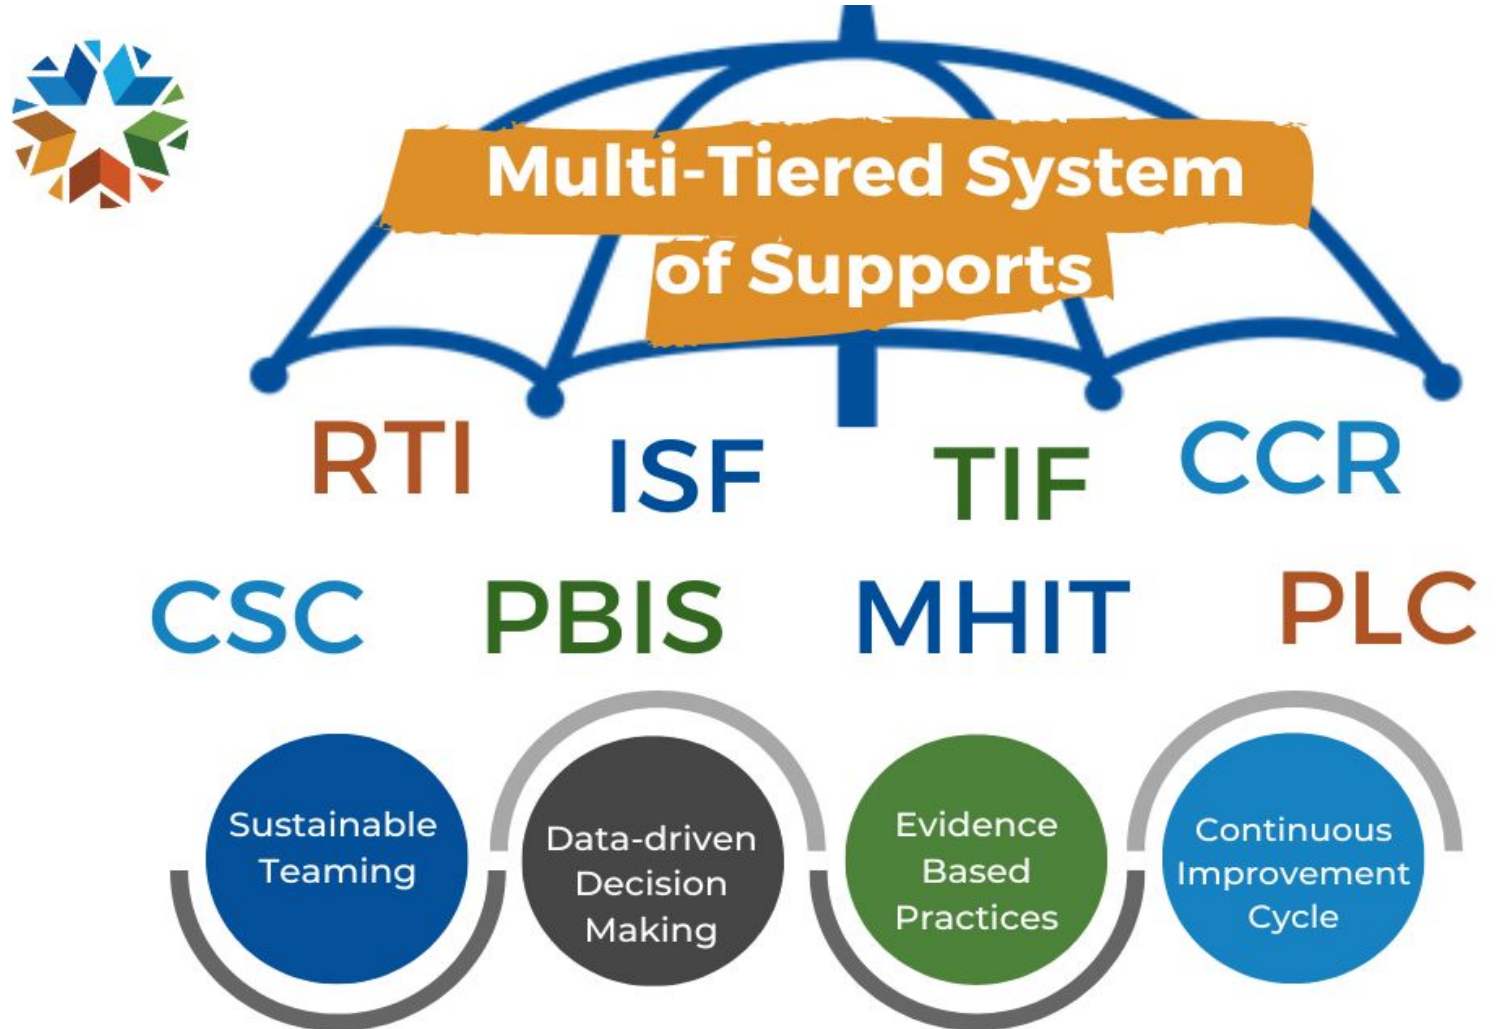 Multi-Tiered System
of Supports
RTI
ISF
TIF
CCR
CSC
PBIS
MHIT
PLC
Sustainable
Teaming
Data-driven
Decision
Making
Evidence
Based
Practices
Continuous
Improvement
Cycle